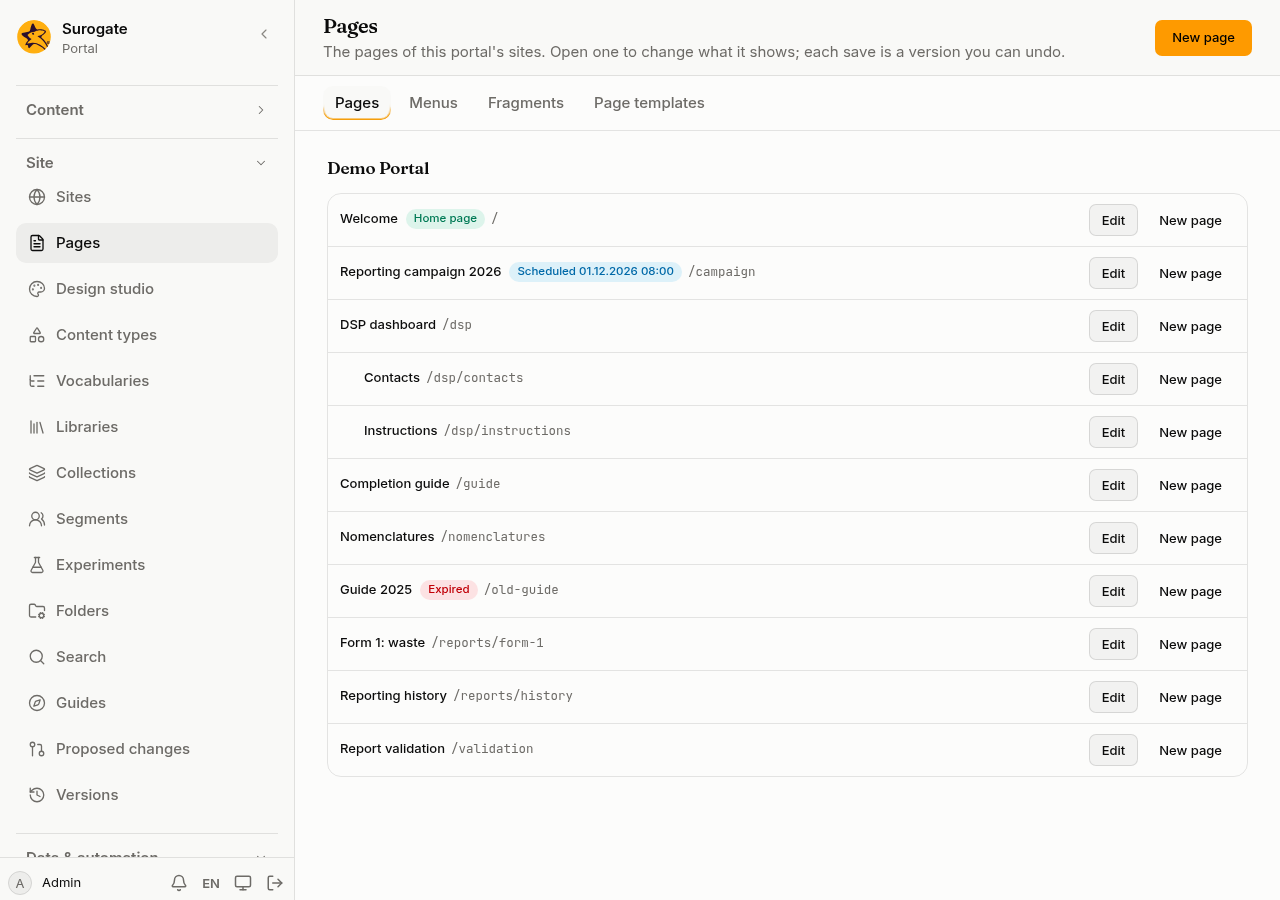 Surogate
Portal
Content
Site
Sites
Pages
Design studio
Content types
Vocabularies
Libraries
Collections
Segments
Experiments
Folders
Search
Guides
Proposed changes
Versions
Data & automation
A Admin EN
Pages
The pages of this portal's sites. Open one to change what it shows; each save is a version you can undo.
New page
Pages Menus Fragments Page templates
Demo Portal
Welcome Home page / Edit New page
Reporting campaign 2026 Scheduled 01.12.2026 08:00 /campaign Edit New page
DSP dashboard /dsp Edit New page
Contacts /dsp/contacts Edit New page
Instructions /dsp/instructions Edit New page
Completion guide /guide Edit New page
Nomenclatures /nomenclatures Edit New page
Guide 2025 Expired /old-guide Edit New page
Form 1: waste /reports/form-1 Edit New page
Reporting history /reports/history Edit New page
Report validation /validation Edit New page